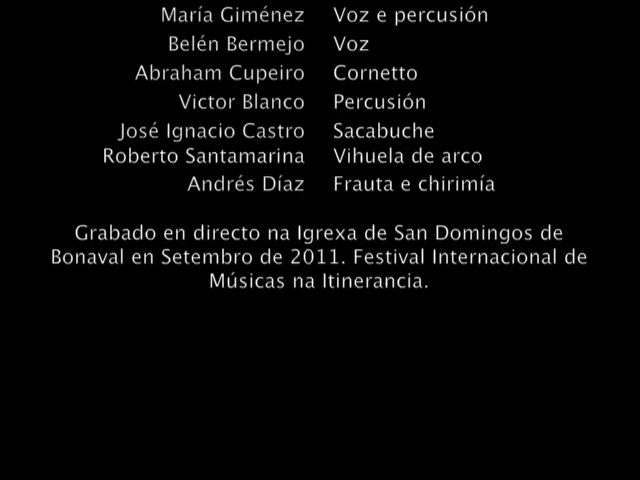 María Giménez Voz e percusión
Belén Bermejo Voz
Abraham Cupeiro Cornetto
Victor Blanco Percusión
José Ignacio Castro Sacabuche
Roberto Santamarina Vihuela de arco
Andrés Díaz Frauta e chirimía
Grabado en directo na Igrexa de San Domingos de
Bonaval en Setembro de 2011. Festival Internacional de
Músicas na Itinerancia.